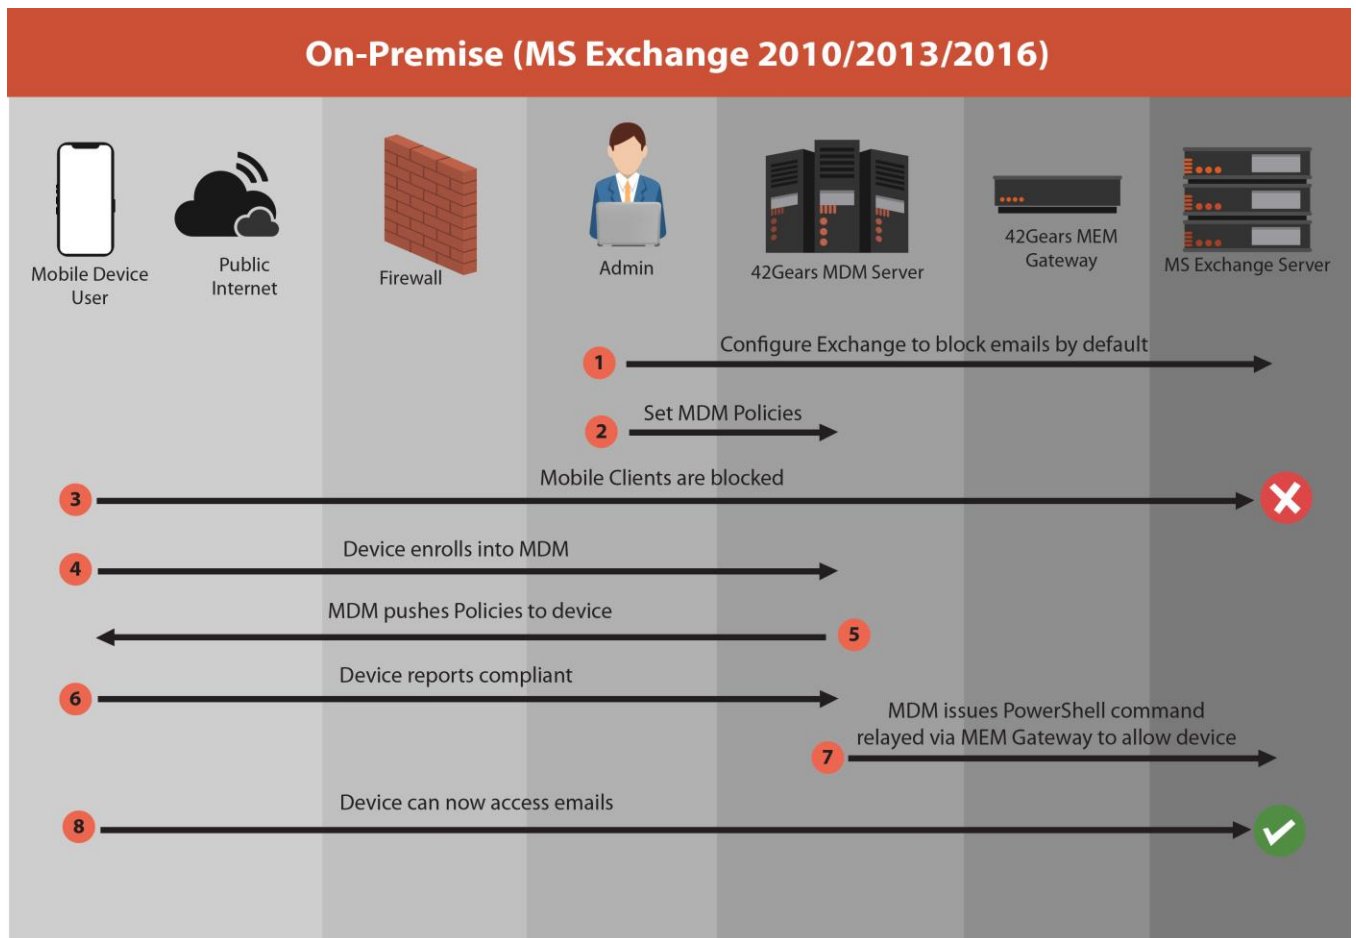 On-Premise (MS Exchange 2010/2013/2016)
Mobile Device
User
Public
Internet
Firewall
Admin
42Gears MDM Server
42Gears MEM
Gateway
MS Exchange Server
1
Configure Exchange to block emails by default
2
Set MDM Policies
3
Mobile Clients are blocked
4
Device enrolls into MDM
MDM pushes Policies to device
5
6
Device reports compliant
MDM issues PowerShell command
relayed via MEM Gateway to allow device
7
8
Device can now access emails